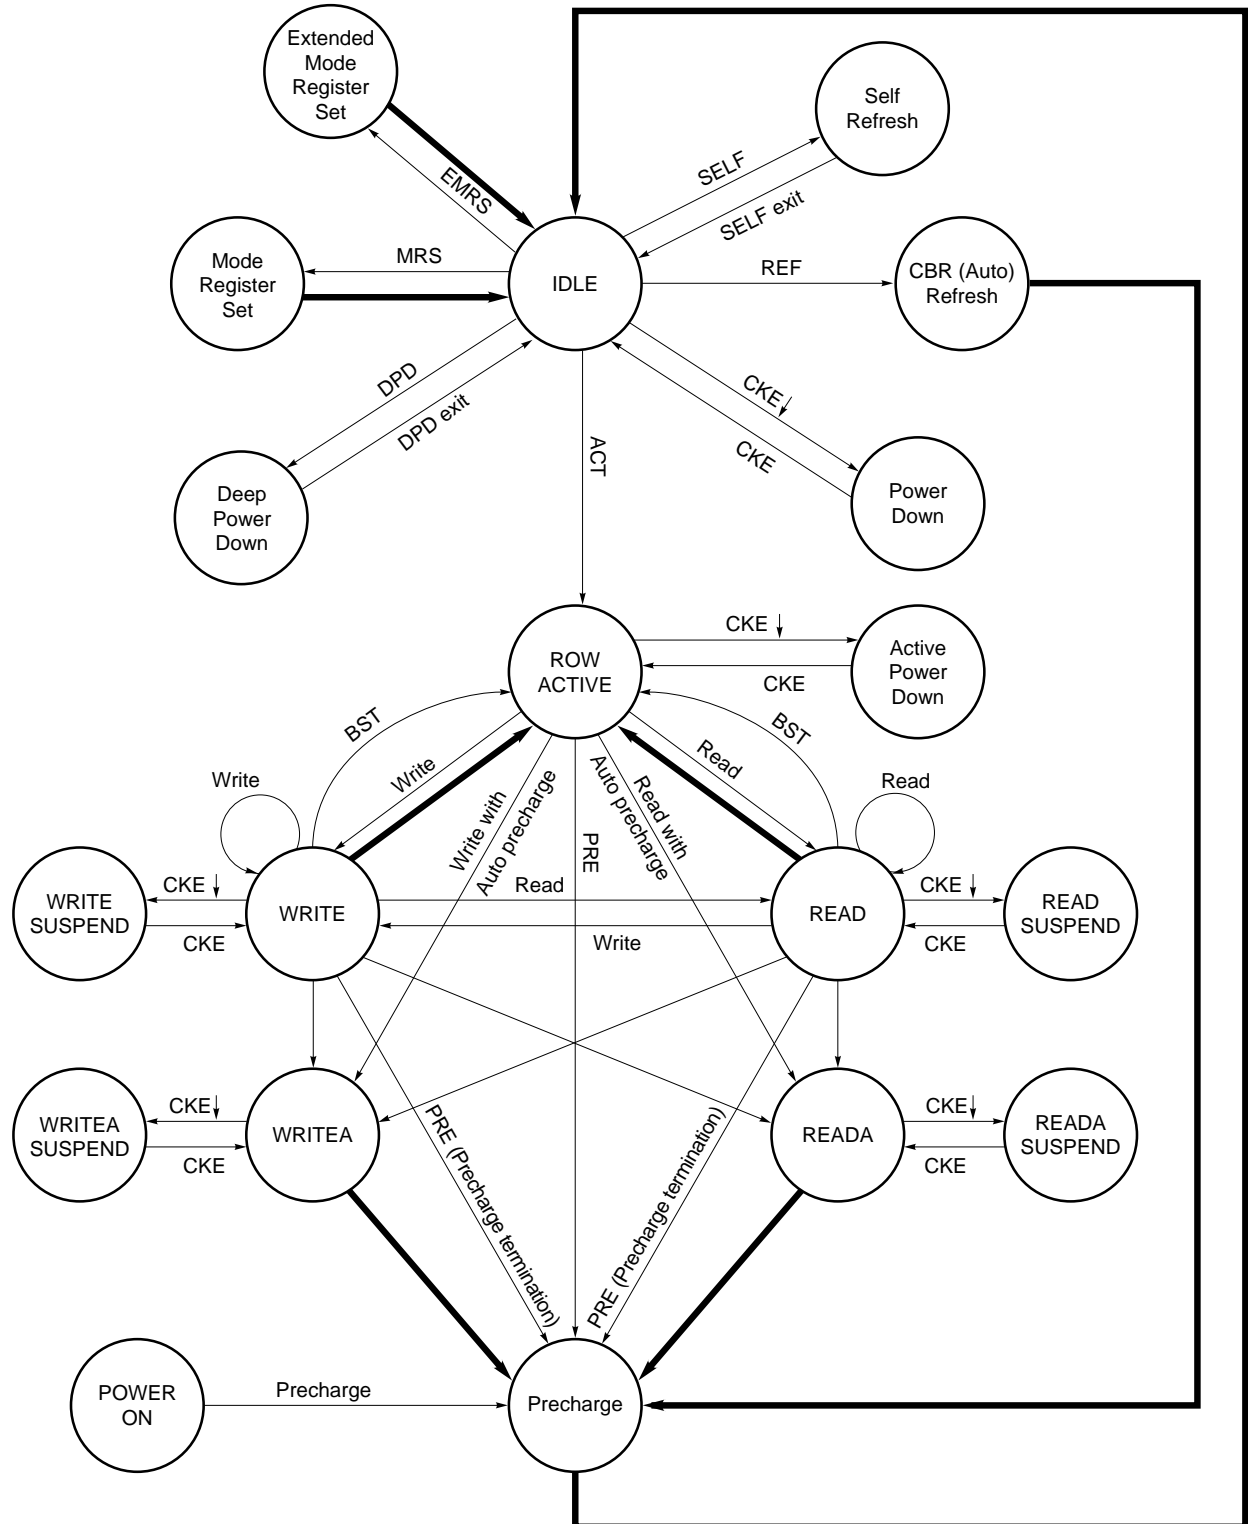 Extended
Mode
Register
Set
Self
Refresh
EMRS
SELF
SELF exit
Mode
Register
Set
MRS
IDLE
REF
CBR (Auto)
Refresh
DPD
DPD exit
CKE
CKE
ACT
Deep
Power
Down
Power
Down
ROW
ACTIVE
CKE
CKE
Active
Power
Down
BST
BST
Write
Read
Write
Write with
Auto precharge
PRE
Read with
Auto precharge
Read
WRITE
SUSPEND
CKE
CKE
WRITE
Read
Write
READ
CKE
CKE
READ
SUSPEND
WRITEA
SUSPEND
CKE
CKE
WRITEA
PRE (Precharge termination)
PRE (Precharge termination)
READA
CKE
CKE
READA
SUSPEND
POWER
ON
Precharge
Precharge